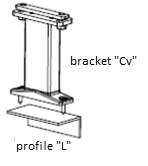 bracket "Cv"
profile "L"